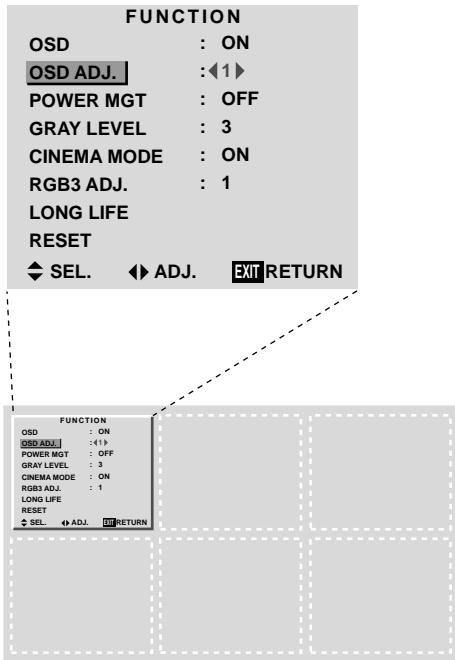 FUNCTION
OSD : ON
OSD ADJ. : 1
POWER MGT : OFF
GRAY LEVEL : 3
CINEMA MODE : ON
RGB3 ADJ. : 1
LONG LIFE
RESET
SEL. ADJ. EXIT RETURN
FUNCTION
OSD : ON
OSD ADJ. : 1
POWER MGT : OFF
GRAY LEVEL : 3
CINEMA MODE : ON
RGB3 ADJ. : 1
LONG LIFE
RESET
SEL. ADJ. EXIT RETURN